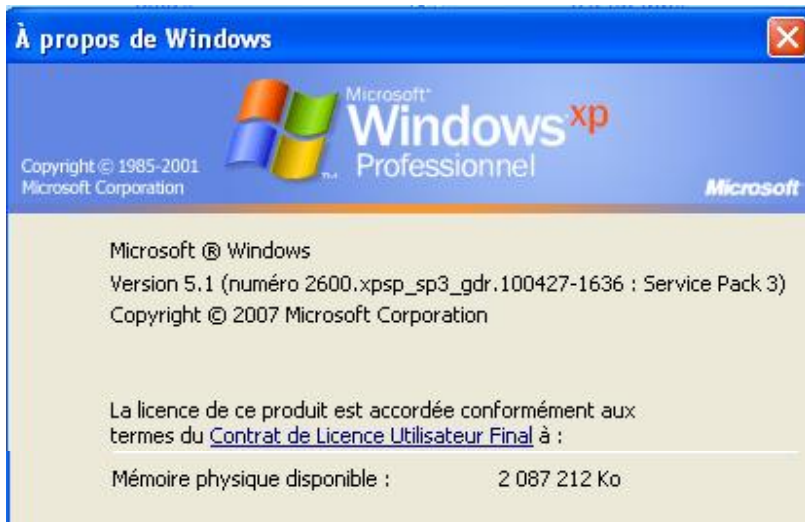 À propos de Windows
Microsoft®
Windows xp
Professionnel
Copyright © 1985-2001
Microsoft Corporation
Microsoft
Microsoft ® Windows
Version 5.1 (numéro 2600.xpsp_sp3_gdr.100427-1636 : Service Pack 3)
Copyright © 2007 Microsoft Corporation
La licence de ce produit est accordée conformément aux
termes du Contrat de Licence Utilisateur Final à :
Mémoire physique disponible : 2 087 212 Ko